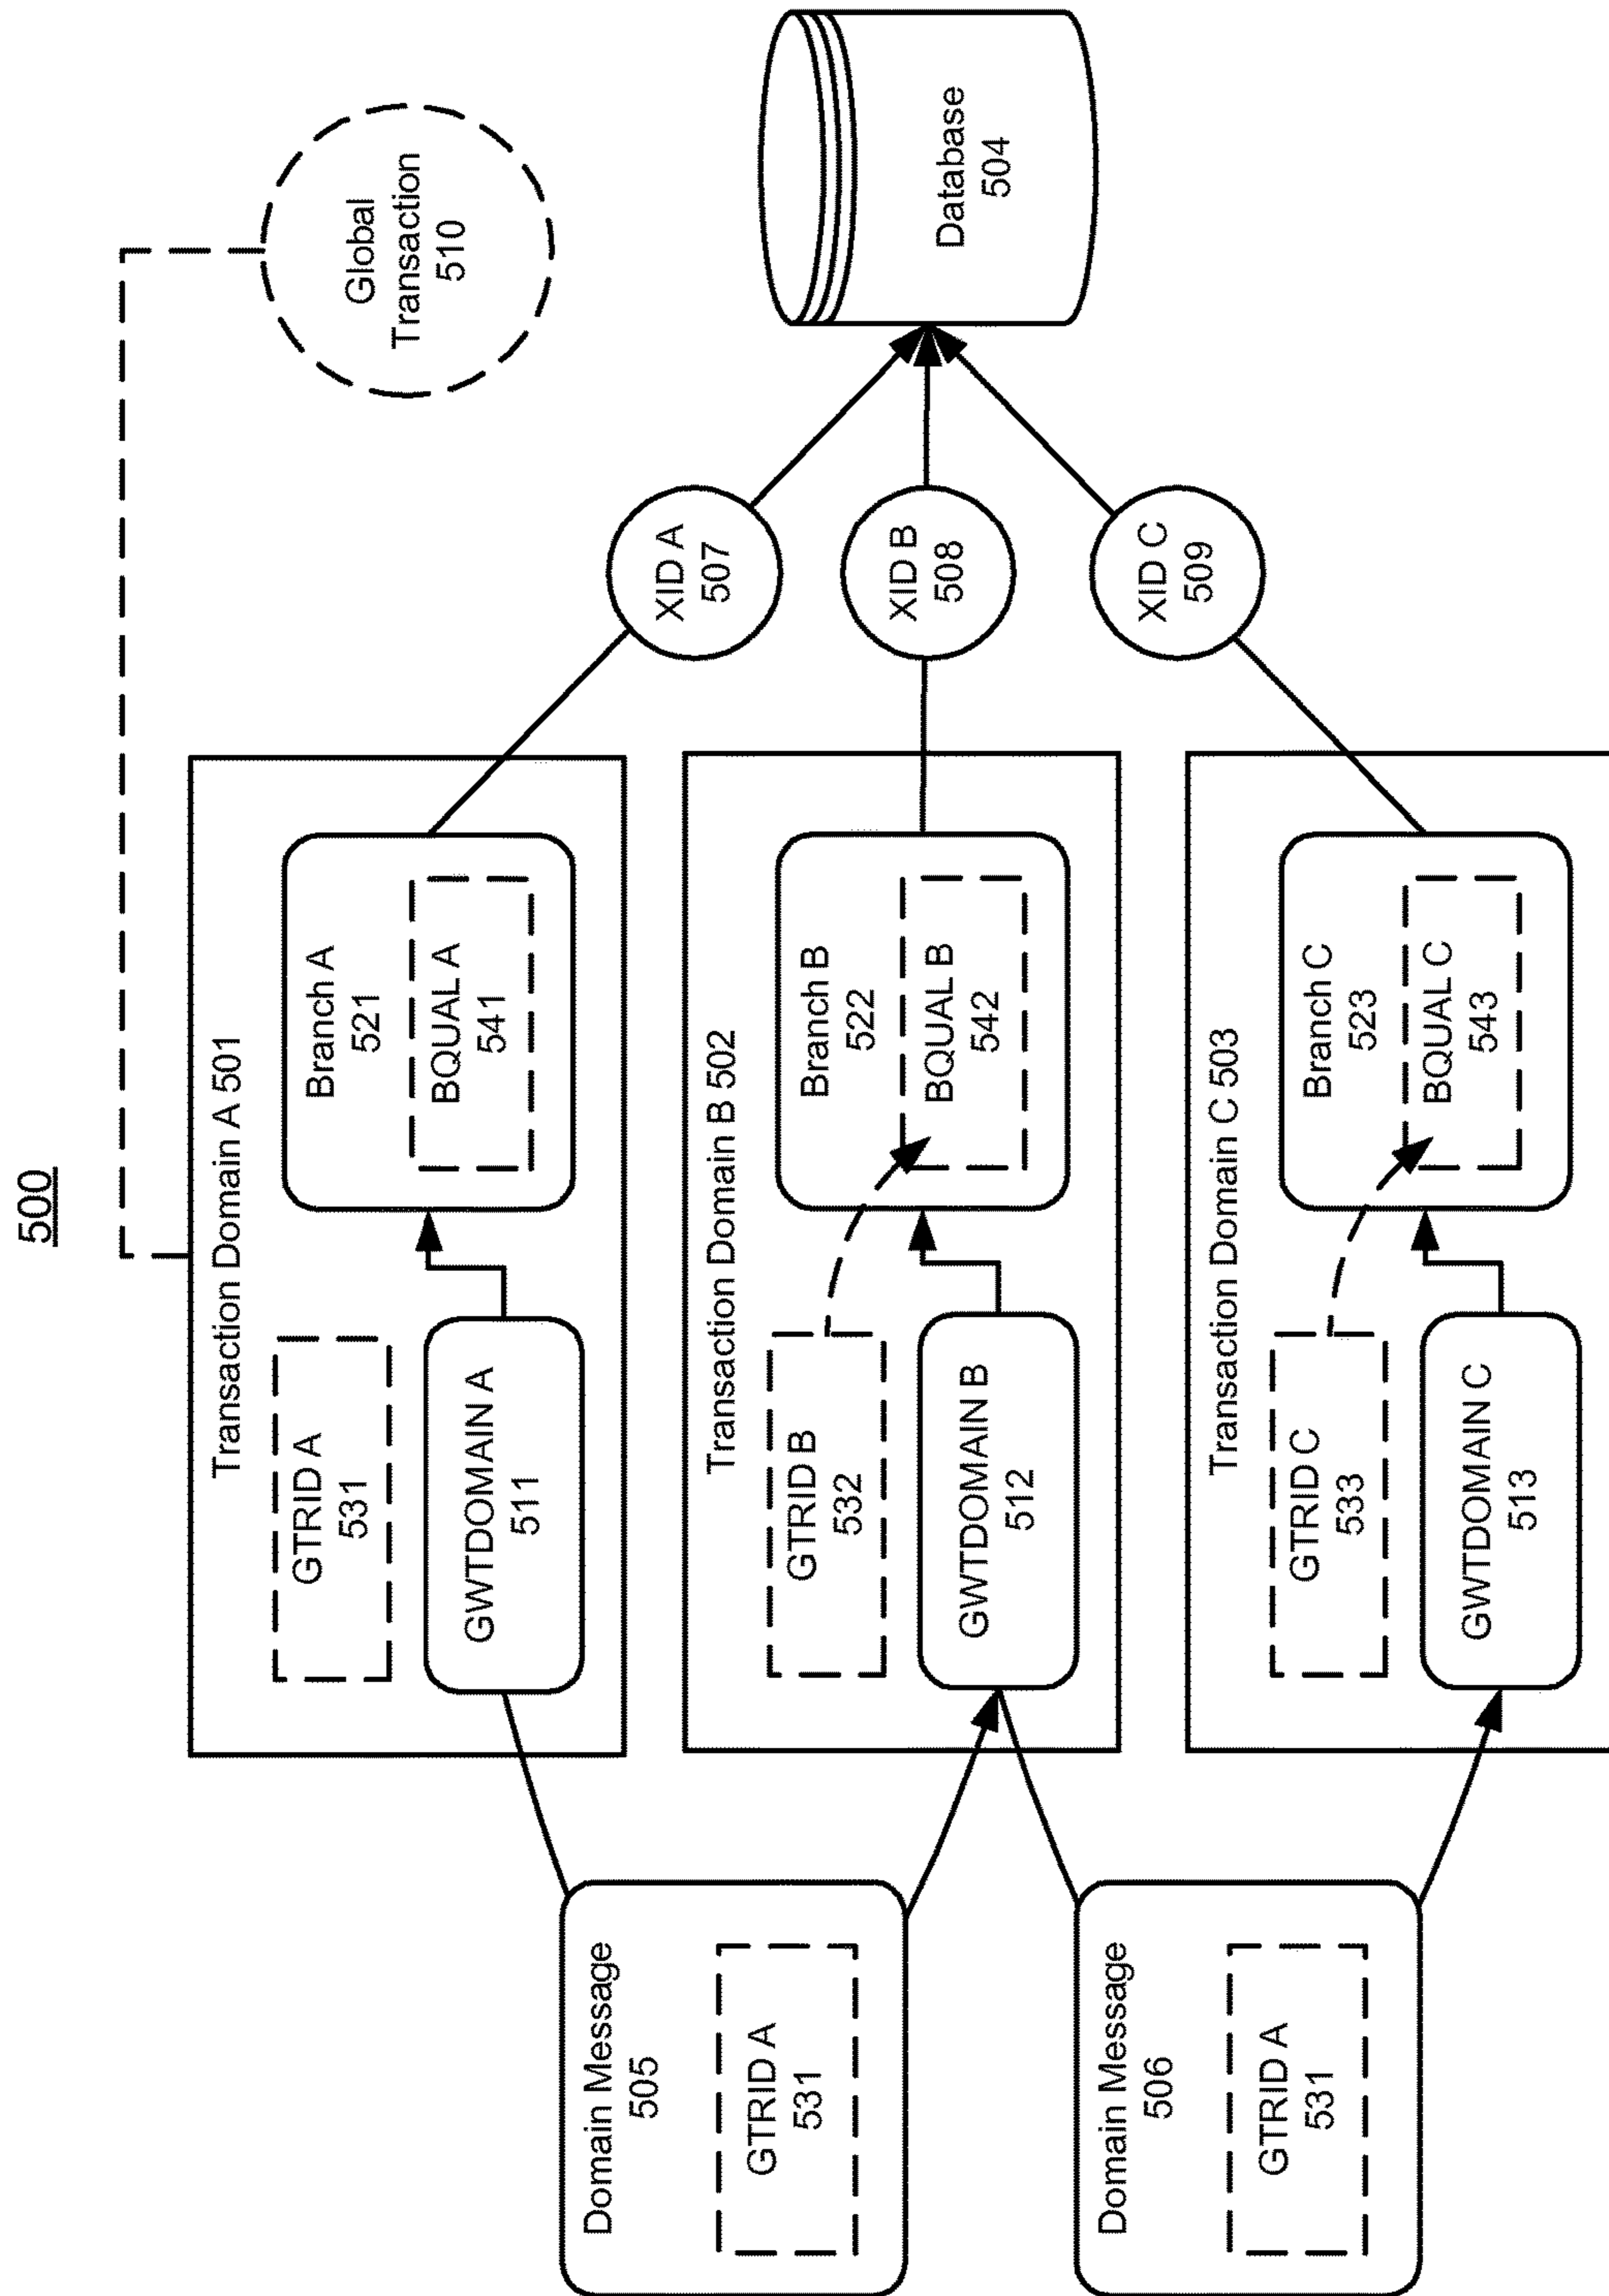 500
Global
Transaction
510
Transaction Domain A 501
GTRID A
531
GWTDOMAIN A
511
Branch A
521
BQUAL A
541
XID A
507
Domain Message
505
GTRID A
531
Transaction Domain B 502
GTRID B
532
GWTDOMAIN B
512
Branch B
522
BQUAL B
542
XID B
508
Database
504
Domain Message
506
GTRID A
531
Transaction Domain C 503
GTRID C
533
GWTDOMAIN C
513
Branch C
523
BQUAL C
543
XID C
509